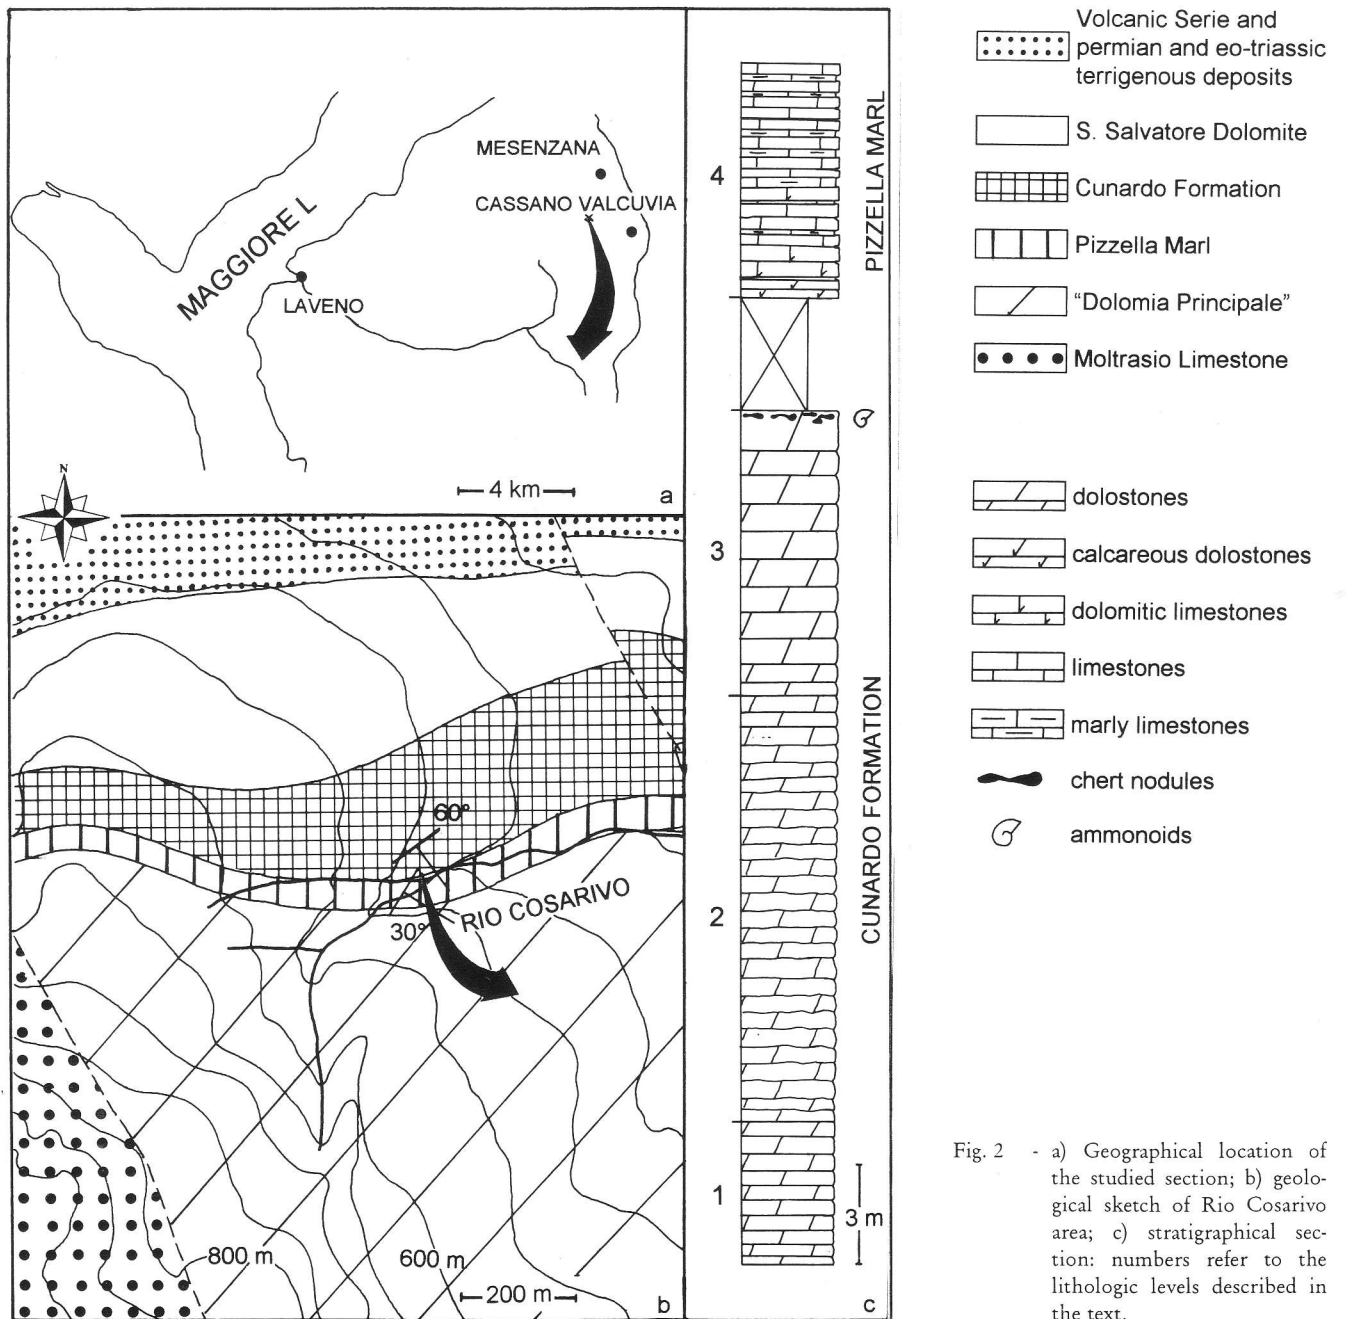 MESENZANA
CASSANO VALCUVIA
MAGGIORE L
LAVENO
4 km
a
N
60°
30°
RIO COSARIVO
800 m
600 m
200 m
b
4
3
2
1
PIZZELLA MARL
CUNARDO FORMATION
3 m
c
Volcanic Serie and
permian and eo-triassic
terrigenous deposits
S. Salvatore Dolomite
Cunardo Formation
Pizzella Marl
“Dolomia Principale”
Moltrasio Limestone
dolostones
calcareous dolostones
dolomitic limestones
limestones
marly limestones
chert nodules
ammonoids
Fig. 2 - a) Geographical location of
the studied section; b) geolo-
gical sketch of Rio Cosarivo
area; c) stratigraphical sec-
tion: numbers refer to the
lithologic levels described in
the text.